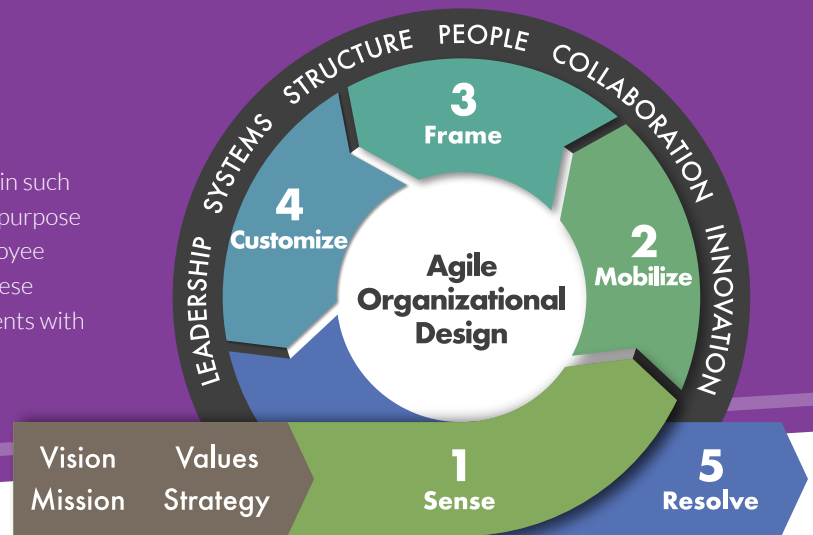 in such
purpose
oyee
ese
ents with
LEADERSHIP SYSTEMS STRUCTURE PEOPLE COLLABORATION INNOVATION
3
Frame
4
Customize
2
Mobilize
Agile
Organizational
Design
Vision Values
Mission Strategy
1
Sense
5
Resolve